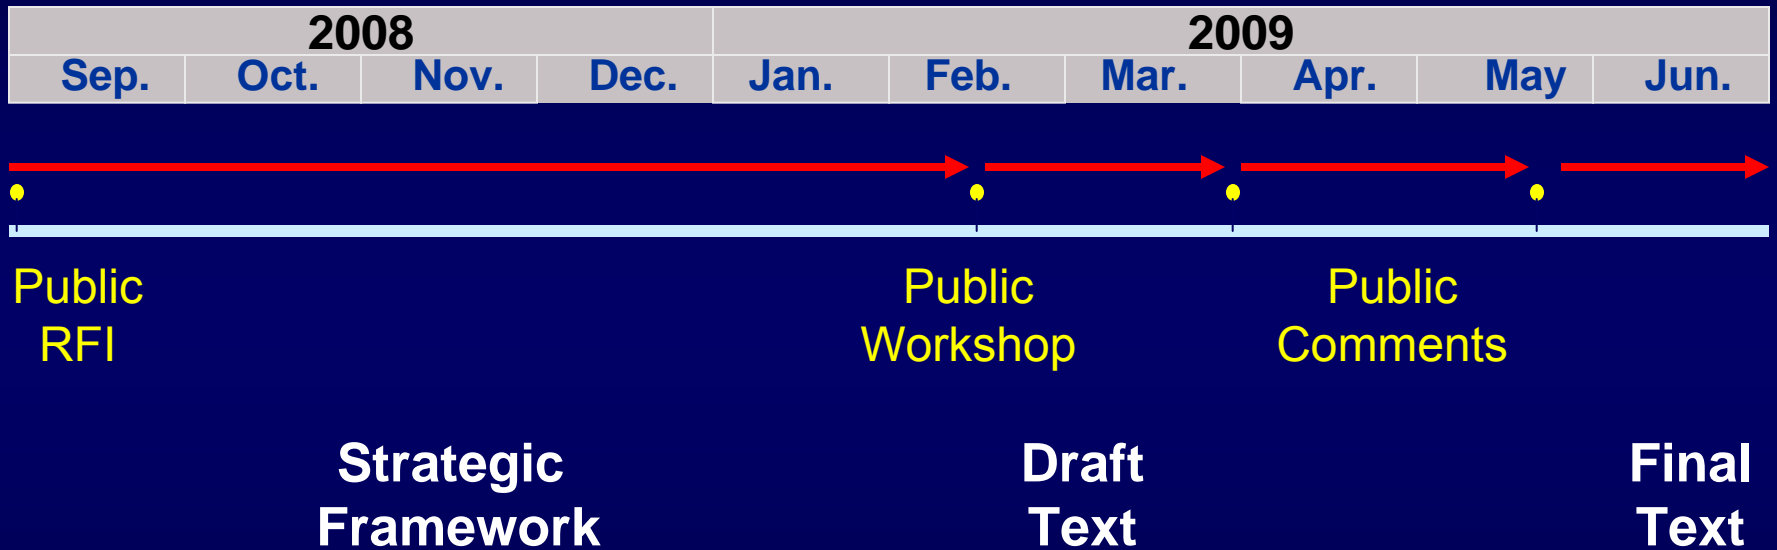 2008 2009
Sep. Oct. Nov. Dec. Jan. Feb. Mar. Apr. May Jun.
Public Public Public
RFI Workshop Comments
Strategic Draft Final
Framework Text Text